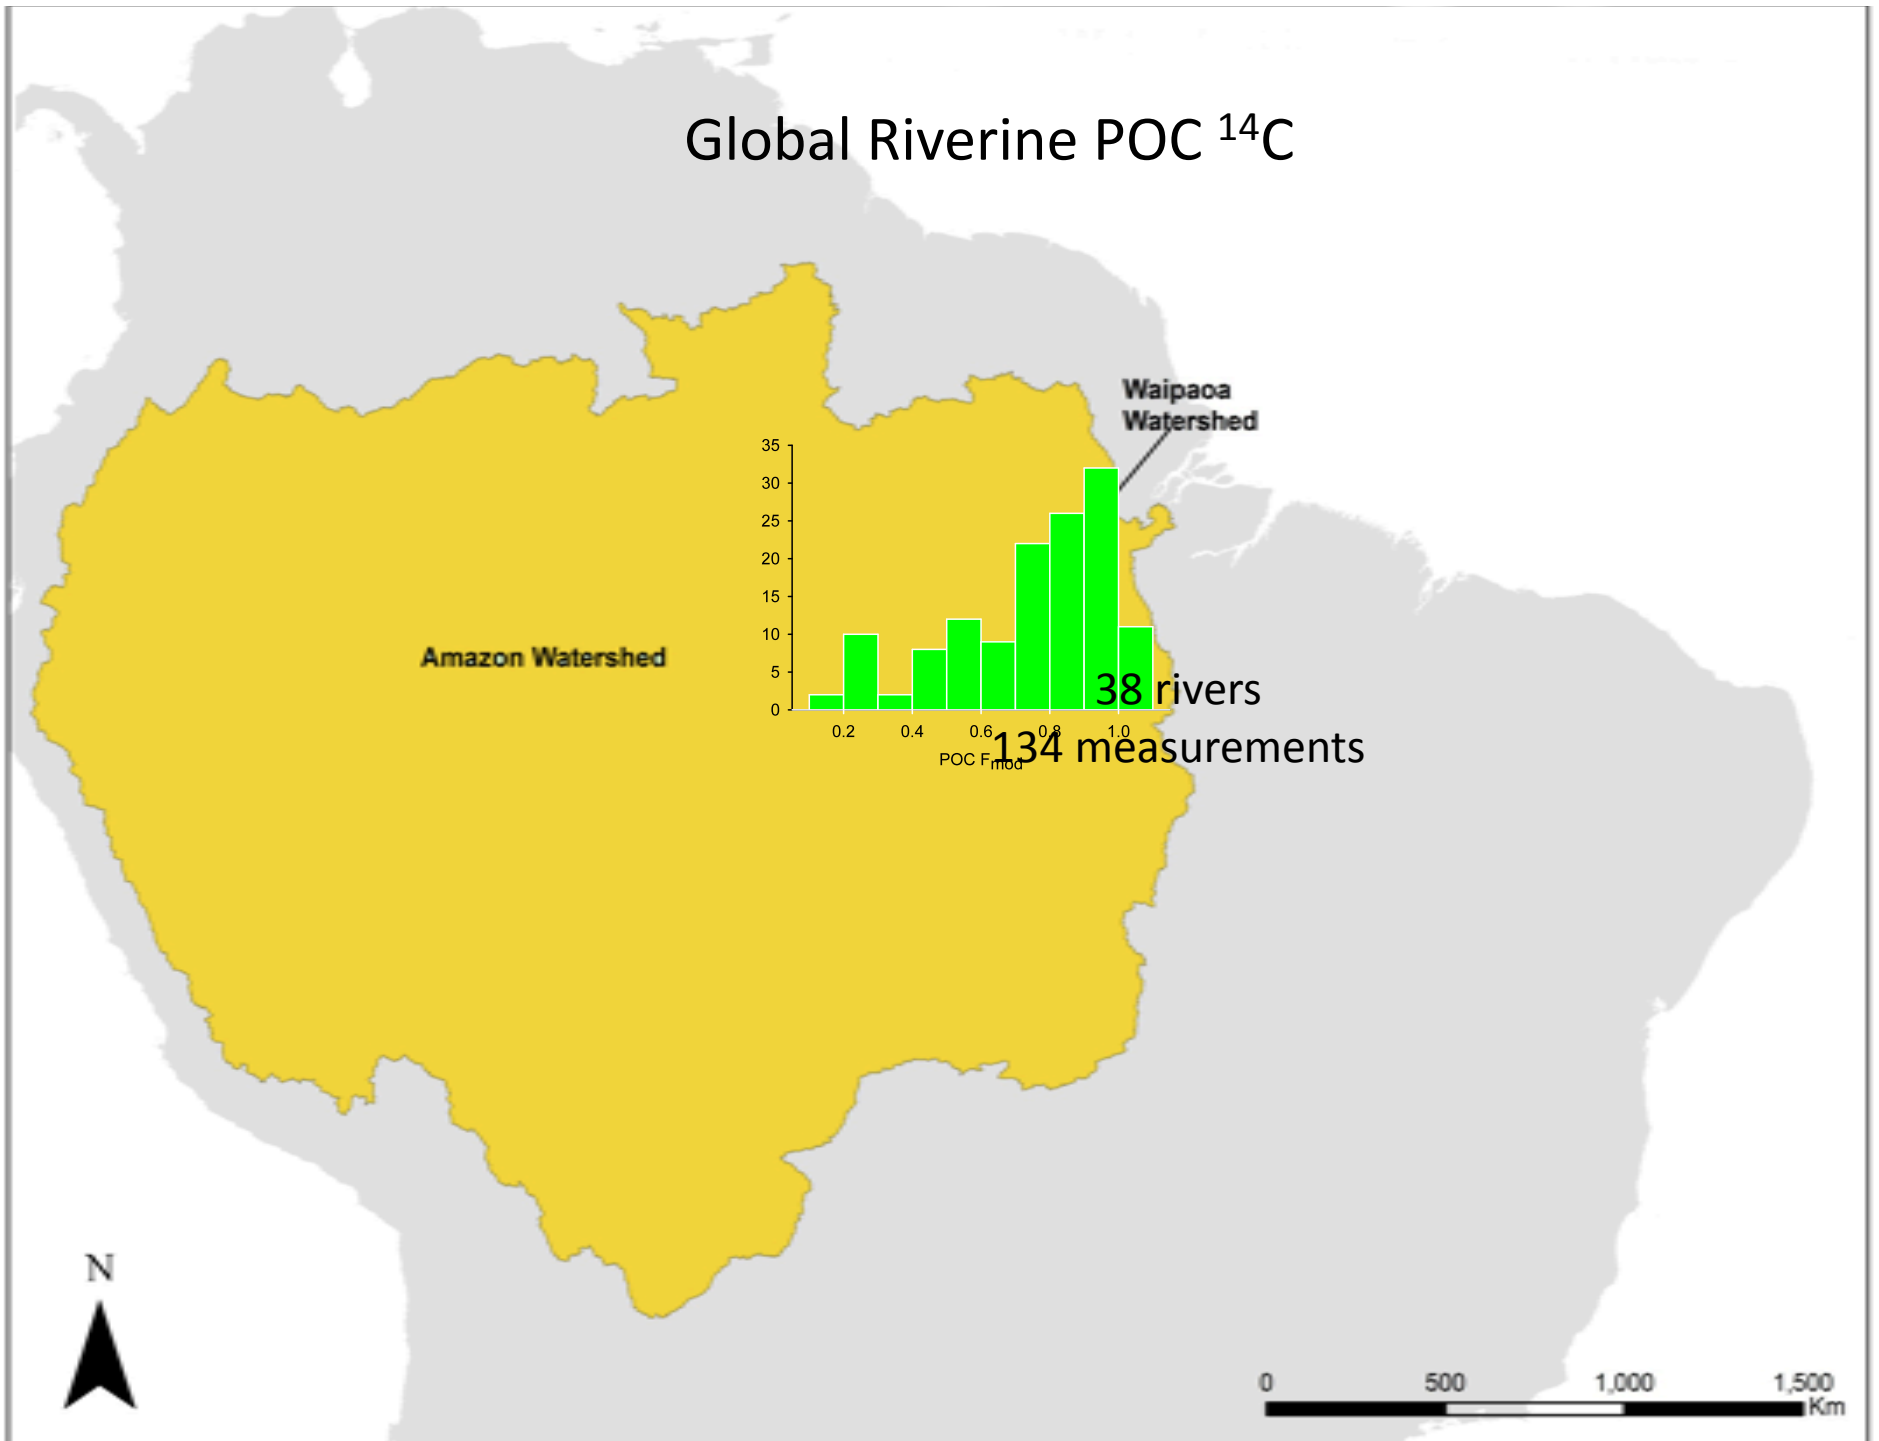 Global Riverine POC ¹⁴C
Waipaoa
Watershed
35
30
25
20
15
10
5
0
Amazon Watershed
38 rivers
0.2 0.4 0.6 0.8 1.0
134 measurements
POC Fmod
N
0 500 1,000 1,500
Km